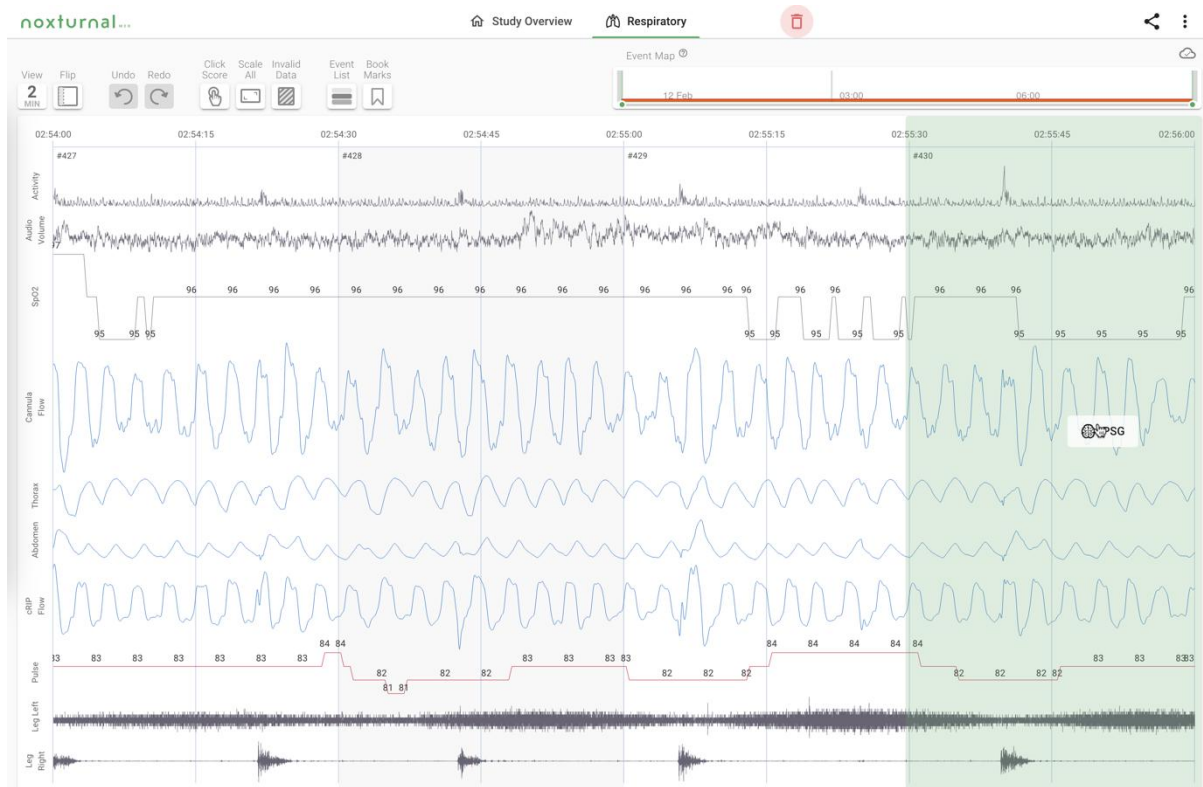 noxturnal
Study Overview
Respiratory
Event Map
View
Flip
Undo
Redo
Click Score
Scale All
Invalid Data
Event List
Book Marks
2
MIN
12 Feb
03:00
06:00
02:54:00
02:54:15
02:54:30
02:54:45
02:55:00
02:55:15
02:55:30
02:55:45
02:56:00
#427
#428
#429
#430
Activity
Audio Volume
SpO2
96 96 96 96 96 96 96 96 96 96 96 96 96 96 96 96 96 96 96 96
95 95 95 95 95 95 95 95 95 95 95 95 95
Cannula Flow
PSG
Thorax
Abdomen
cRIP Flow
84 84 84 84 84 84 84
Pulse
83 83 83 83 83 83 83 83 83 83 83 83
82 82 82 82 82 82 82 82 82 82
81 81
Leg Left
Leg Right